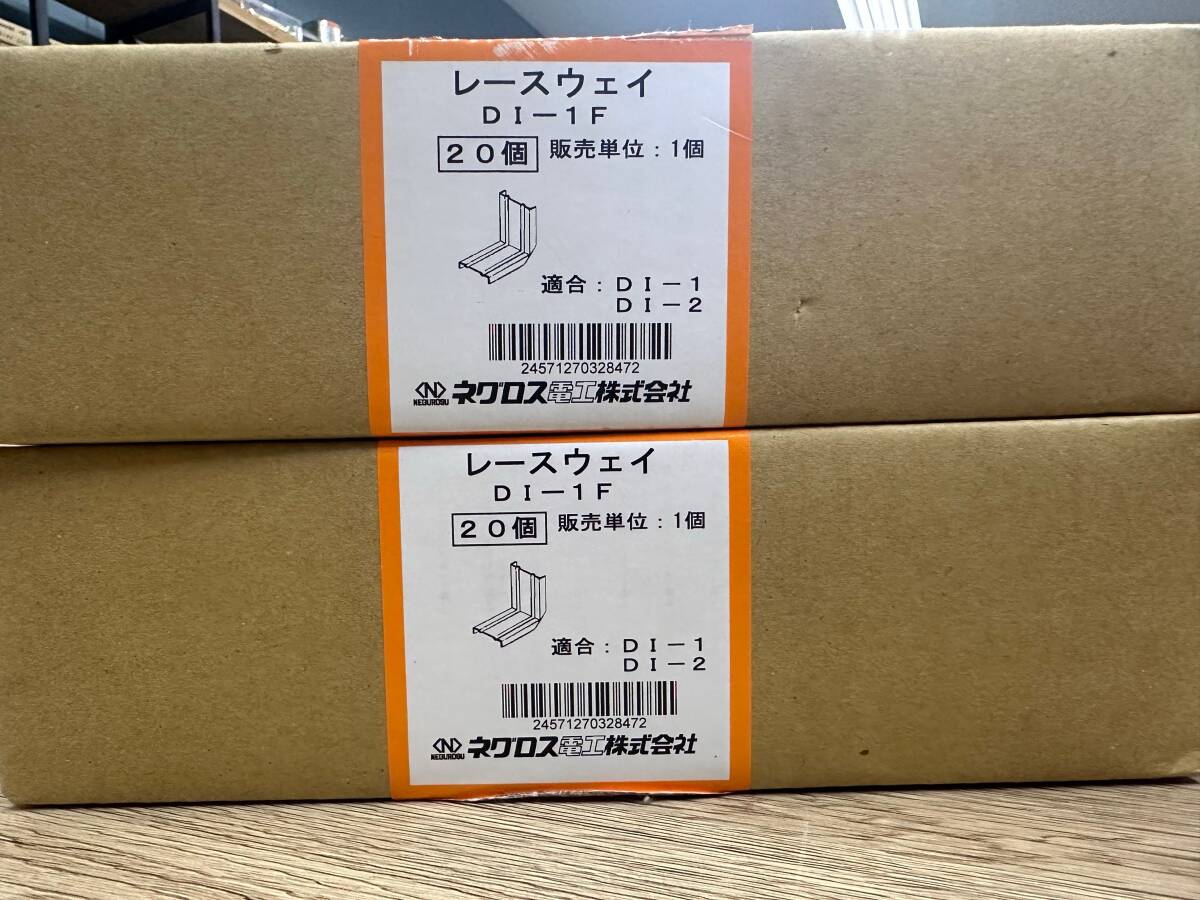 レースウェイ
DI-1F
20個 販売単位:1個
適合:DI-1
DI-2
24571270328472
NEGUROSU ネグロス電工株式会社
レースウェイ
DI-1F
20個 販売単位:1個
適合:DI-1
DI-2
24571270328472
NEGUROSU ネグロス電工株式会社